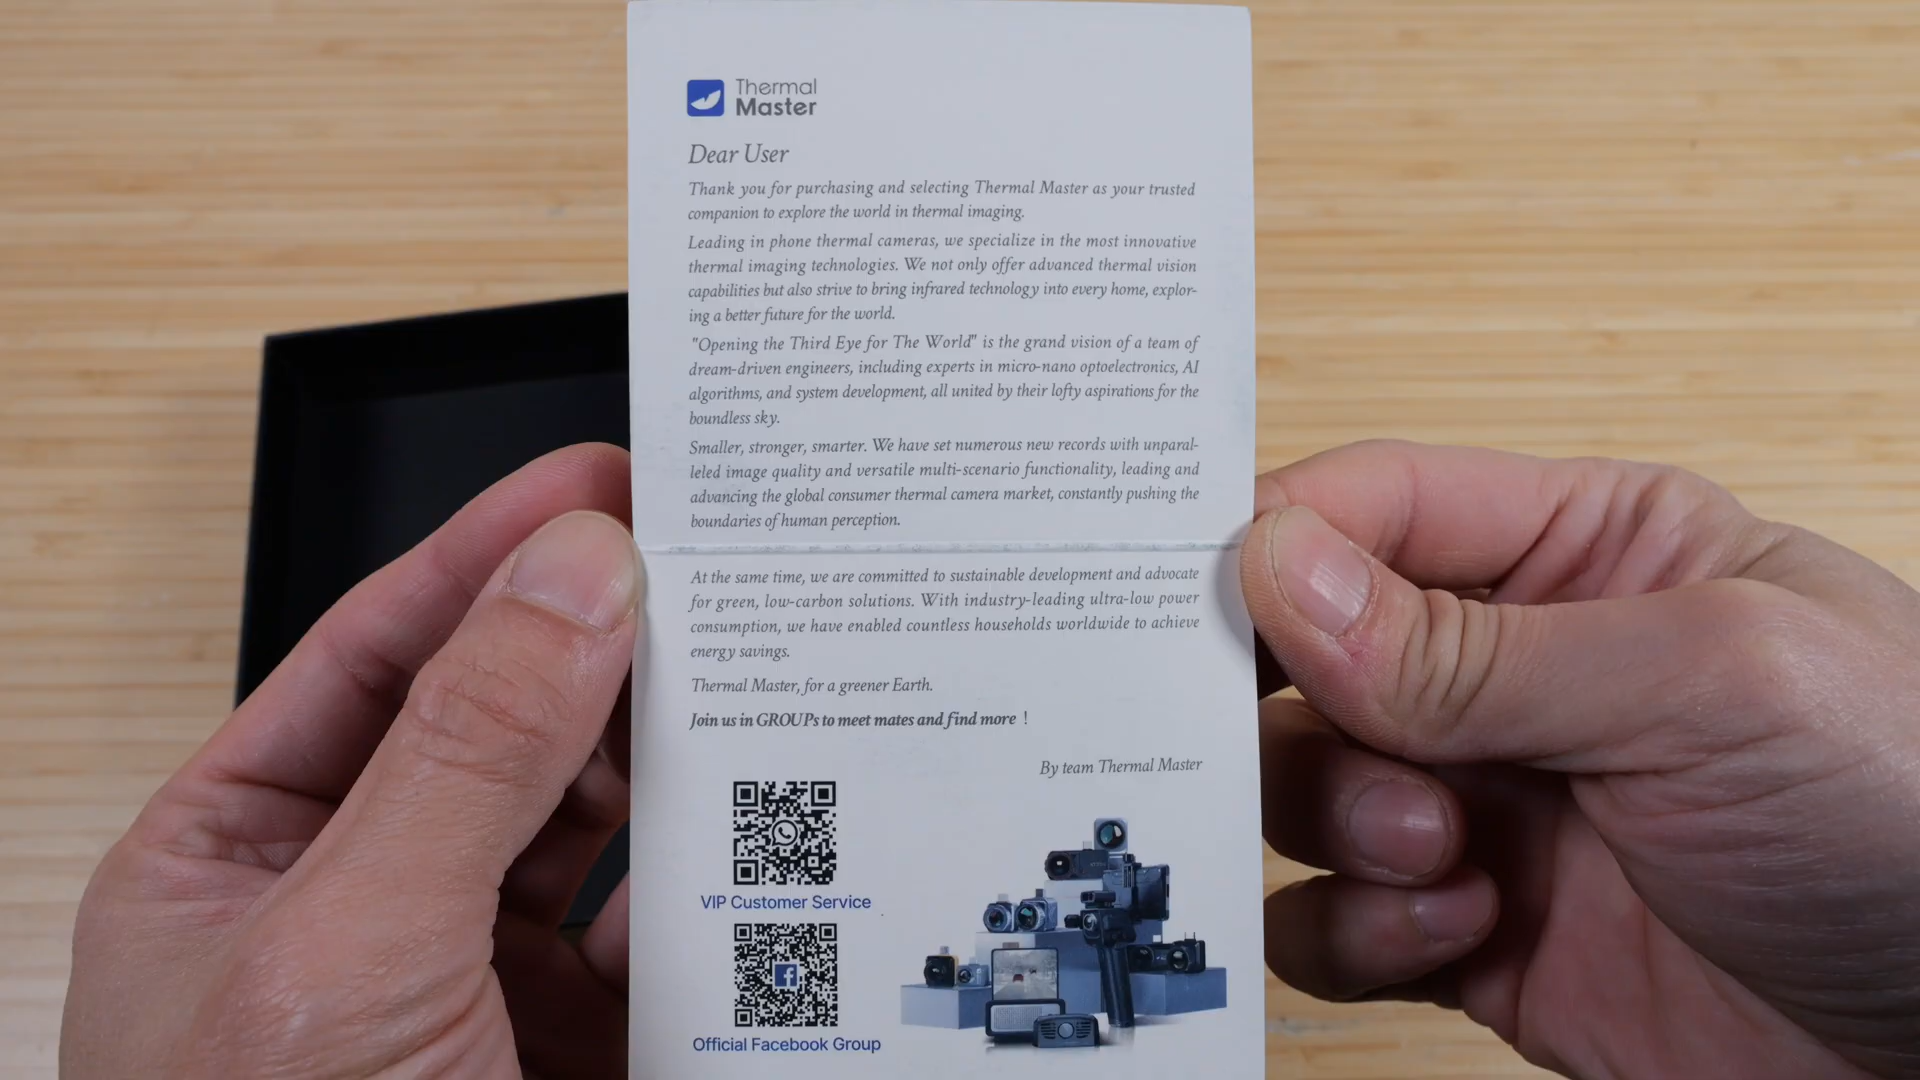 Thermal
Master
Dear User
Thank you for purchasing and selecting Thermal Master as your trusted
companion to explore the world in thermal imaging.
Leading in phone thermal cameras, we specialize in the most innovative
thermal imaging technologies. We not only offer advanced thermal vision
capabilities but also strive to bring infrared technology into every home, explor-
ing a better future for the world.
"Opening the Third Eye for The World" is the grand vision of a team of
dream-driven engineers, including experts in micro-nano optoelectronics, AI
algorithms, and system development, all united by their lofty aspirations for the
boundless sky.
Smaller, stronger, smarter. We have set numerous new records with unparal-
leled image quality and versatile multi-scenario functionality, leading and
advancing the global consumer thermal camera market, constantly pushing the
boundaries of human perception.
At the same time, we are committed to sustainable development and advocate
for green, low-carbon solutions. With industry-leading ultra-low power
consumption, we have enabled countless households worldwide to achieve
energy savings.
Thermal Master, for a greener Earth.
Join us in GROUPs to meet mates and find more !
By team Thermal Master
VIP Customer Service
Official Facebook Group